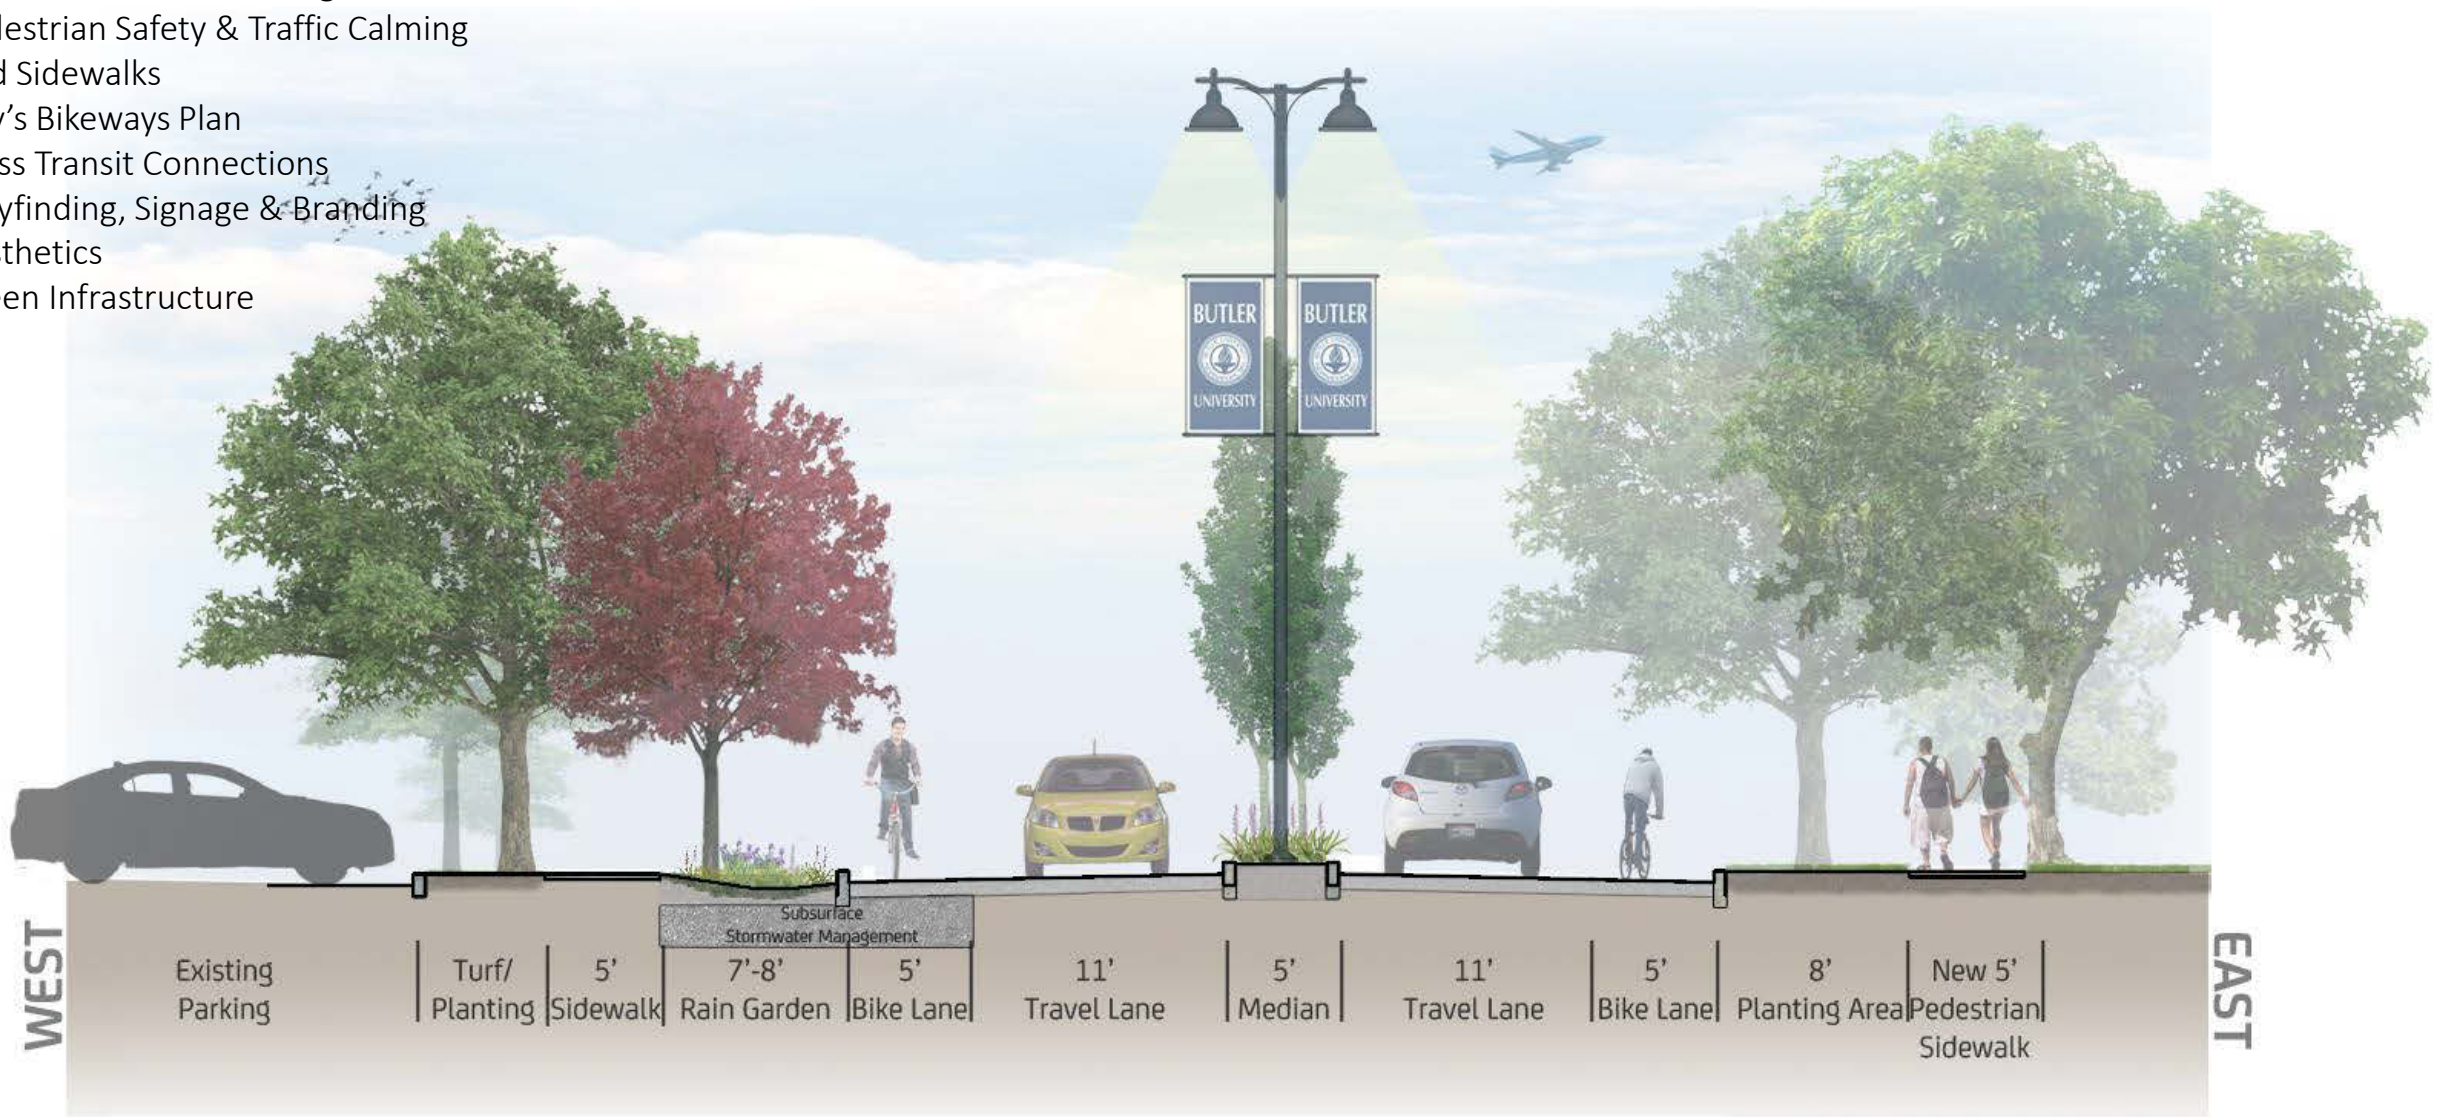 destrian Safety & Traffic Calming
d Sidewalks
y's Bikeways Plan
ss Transit Connections
yfinding, Signage & Branding
sthetics
een Infrastructure
BUTLER
UNIVERSITY
BUTLER
UNIVERSITY
Subsurface
Stormwater Management
WEST
Existing
Parking
Turf/
Planting
5'
Sidewalk
7'-8'
Rain Garden
5'
Bike Lane
11'
Travel Lane
5'
Median
11'
Travel Lane
5'
Bike Lane
8'
Planting Area
New 5'
Pedestrian
Sidewalk
EAST